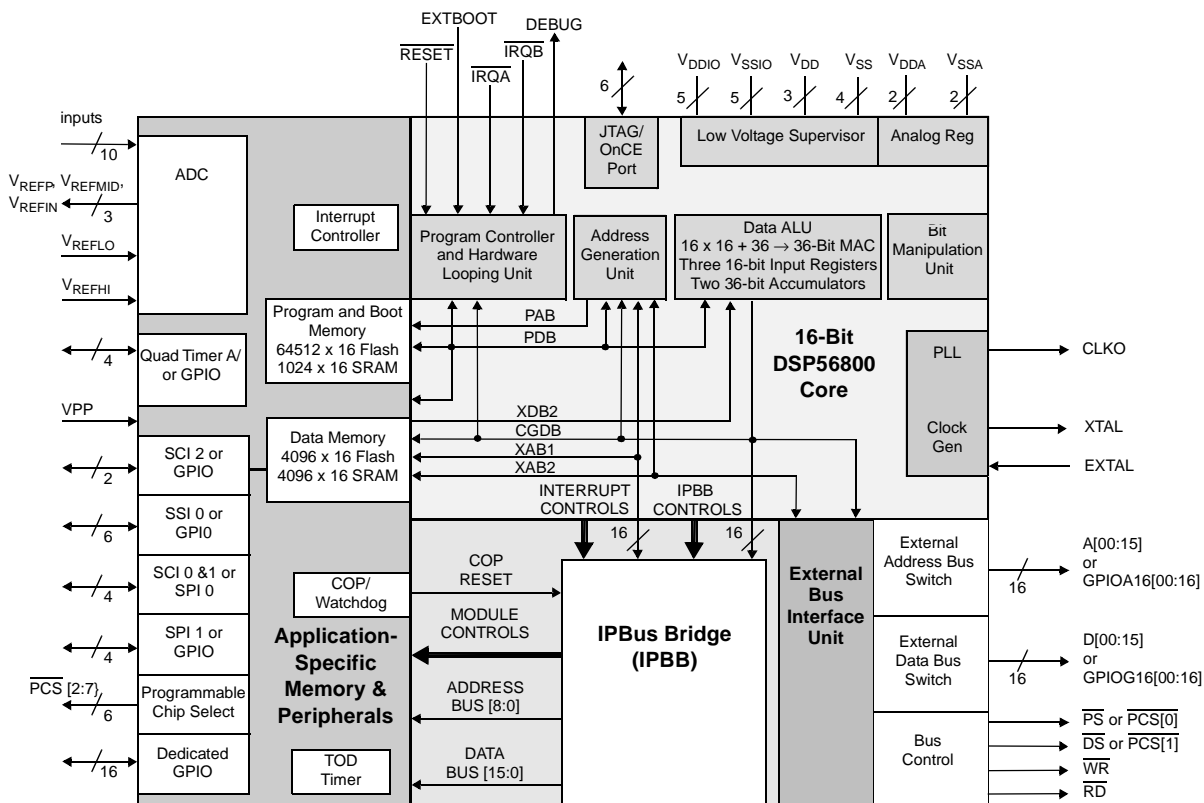 EXTBOOT
DEBUG
RESET
IRQB
IRQA
6
VDDIO
VSSIO
VDD
VSS
VDDA
VSSA
5
5
3
4
2
2
inputs
10
ADC
VREFP, VREFMID,
VREFIN
3
VREFLO
VREFHI
JTAG/
OnCE
Port
Low Voltage Supervisor
Analog Reg
Interrupt
Controller
Program Controller
and Hardware
Looping Unit
Address
Generation
Unit
Data ALU
16 x 16 + 36 → 36-Bit MAC
Three 16-bit Input Registers
Two 36-bit Accumulators
Bit
Manipulation
Unit
Program and Boot
Memory
64512 x 16 Flash
1024 x 16 SRAM
PAB
PDB
16-Bit
DSP56800
Core
PLL
Clock
Gen
CLKO
XTAL
EXTAL
4
Quad Timer A/
or GPIO
VPP
Data Memory
4096 x 16 Flash
4096 x 16 SRAM
XDB2
CGDB
XAB1
XAB2
2
SCI 2 or
GPIO
6
SSI 0 or
GPI0
4
SCI 0 &1 or
SPI 0
4
SPI 1 or
GPIO
PCS [2:7}
6
Programmable
Chip Select
16
Dedicated
GPIO
INTERRUPT
CONTROLS
16
IPBB
CONTROLS
16
COP/
Watchdog
COP
RESET
MODULE
CONTROLS
Application-
Specific
Memory &
Peripherals
ADDRESS
BUS [8:0]
DATA
BUS [15:0]
TOD
Timer
IPBus Bridge
(IPBB)
External
Bus
Interface
Unit
External
Address Bus
Switch
16
A[00:15]
or
GPIOA16[00:16]
External
Data Bus
Switch
16
D[00:15]
or
GPIOG16[00:16]
Bus
Control
PS or PCS[0]
DS or PCS[1]
WR
RD